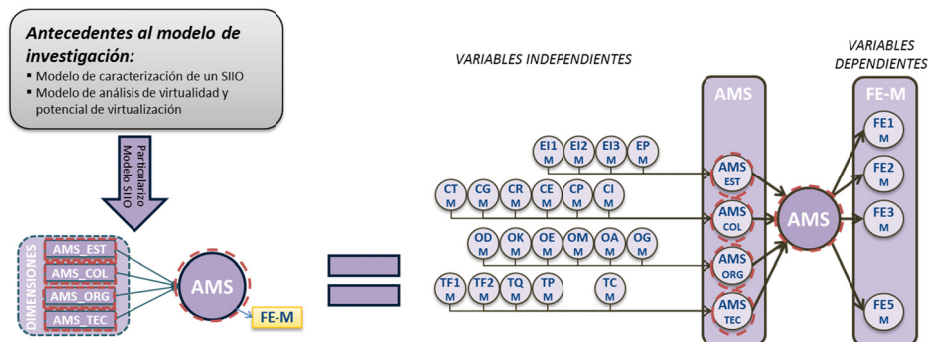 Antecedentes al modelo de
investigación:
▪ Modelo de caracterización de un SIIO
▪ Modelo de análisis de virtualidad y
potencial de virtualización
Particularizo
Modelo SIIO
DIMENSIONES
AMS_EST
AMS_COL
AMS_ORG
AMS_TEC
AMS
FE-M
VARIABLES INDEPENDIENTES
VARIABLES
DEPENDIENTES
AMS
FE-M
EI1 EI2 EI3 EP
M M M M
AMS
EST
CT CG CR CE CP CI
M M M M M M
AMS
COL
OD OK OE OM OA OG
M M M M M M
AMS
ORG
TF1 TF2 TQ TP TC
M M M M M
AMS
TEC
AMS
FE1
M
FE2
M
FE3
M
FE5
M